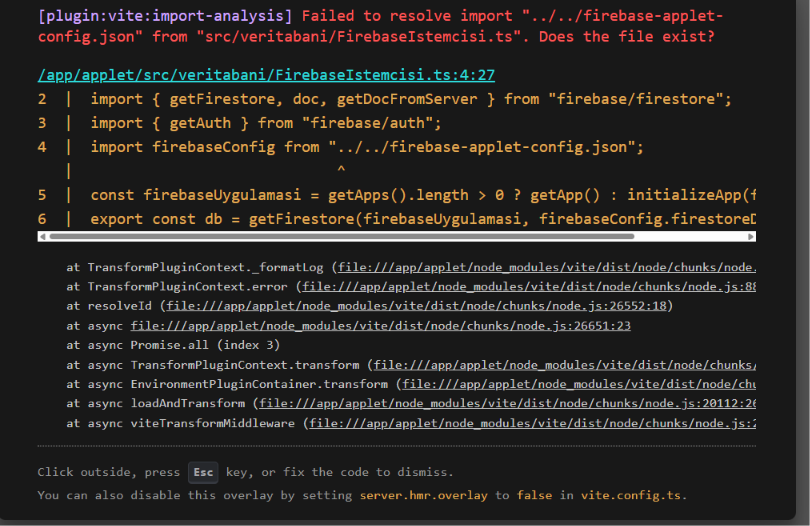 [plugin:vite:import-analysis] Failed to resolve import "../../firebase-applet-
config.json" from "src/veritabani/FirebaseIstemcisi.ts". Does the file exist?
/app/applet/src/veritabani/FirebaseIstemcisi.ts:4:27
2 | import { getFirestore, doc, getDocFromServer } from "firebase/firestore";
3 | import { getAuth } from "firebase/auth";
4 | import firebaseConfig from "../../firebase-applet-config.json";
| ^
5 | const firebaseUygulamasi = getApps().length > 0 ? getApp() : initializeApp(f
6 | export const db = getFirestore(firebaseUygulamasi, firebaseConfig.firestoreD
at TransformPluginContext._formatLog (file:///app/applet/node_modules/vite/dist/node/chunks/node.
at TransformPluginContext.error (file:///app/applet/node_modules/vite/dist/node/chunks/node.js:88
at resolveId (file:///app/applet/node_modules/vite/dist/node/chunks/node.js:26552:18)
at async file:///app/applet/node_modules/vite/dist/node/chunks/node.js:26651:23
at async Promise.all (index 3)
at async TransformPluginContext.transform (file:///app/applet/node_modules/vite/dist/node/chunks/
at async EnvironmentPluginContainer.transform (file:///app/applet/node_modules/vite/dist/node/chu
at async loadAndTransform (file:///app/applet/node_modules/vite/dist/node/chunks/node.js:20112:26
at async viteTransformMiddleware (file:///app/applet/node_modules/vite/dist/node/chunks/node.js:2
Click outside, press Esc key, or fix the code to dismiss.
You can also disable this overlay by setting server.hmr.overlay to false in vite.config.ts.